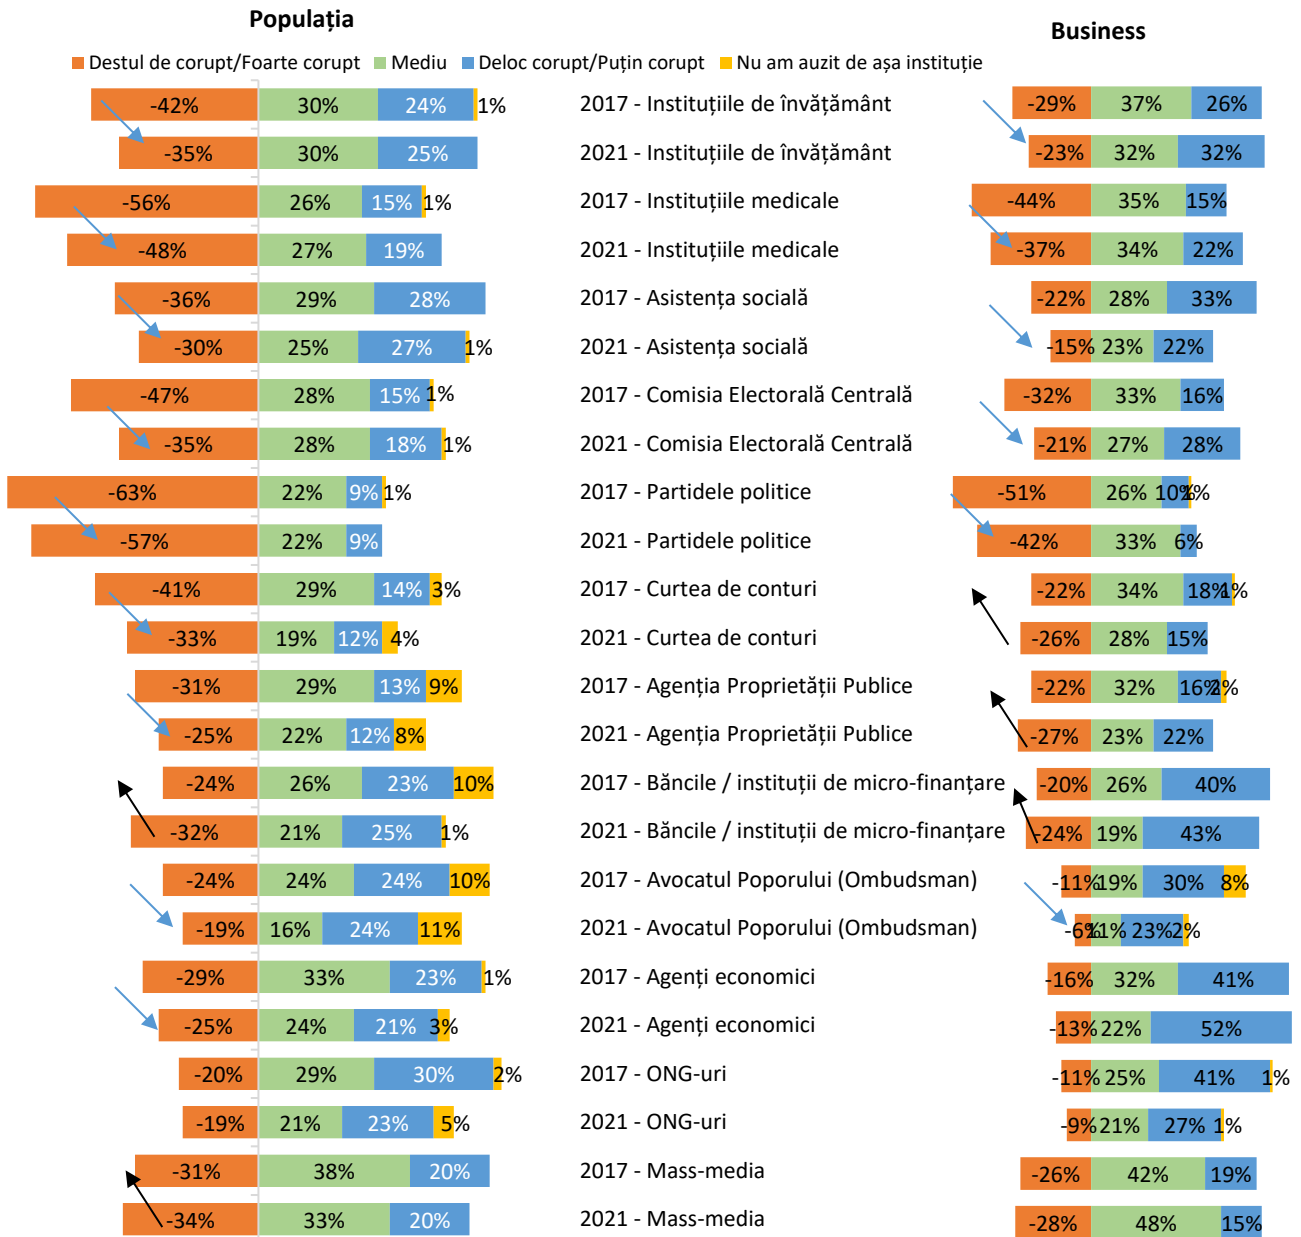 Populația
Business
Destul de corupt/Foarte corupt Mediu Deloc corupt/Puțin corupt Nu am auzit de așa instituție
-42% 30% 24% 1% 2017 - Instituțiile de învățământ -29% 37% 26%
-35% 30% 25% 2021 - Instituțiile de învățământ -23% 32% 32%
-56% 26% 15% 1% 2017 - Instituțiile medicale -44% 35% 15%
-48% 27% 19% 2021 - Instituțiile medicale -37% 34% 22%
-36% 29% 28% 2017 - Asistența socială -22% 28% 33%
-30% 25% 27% 1% 2021 - Asistența socială -15% 23% 22%
-47% 28% 15% 1% 2017 - Comisia Electorală Centrală -32% 33% 16%
-35% 28% 18% 1% 2021 - Comisia Electorală Centrală -21% 27% 28%
-63% 22% 9% 1% 2017 - Partidele politice -51% 26% 10% 1%
-57% 22% 9% 2021 - Partidele politice -42% 33% 6%
-41% 29% 14% 3% 2017 - Curtea de conturi -22% 34% 18% 1%
-33% 19% 12% 4% 2021 - Curtea de conturi -26% 28% 15%
-31% 29% 13% 9% 2017 - Agenția Proprietății Publice -22% 32% 16% 2%
-25% 22% 12% 8% 2021 - Agenția Proprietății Publice -27% 23% 22%
-24% 26% 23% 10% 2017 - Băncile / instituții de micro-finanțare -20% 26% 40%
-32% 21% 25% 1% 2021 - Băncile / instituții de micro-finanțare -24% 19% 43%
-24% 24% 24% 10% 2017 - Avocatul Poporului (Ombudsman) -11% 19% 30% 8%
-19% 16% 24% 11% 2021 - Avocatul Poporului (Ombudsman) -6% 11% 23% 2%
-29% 33% 23% 1% 2017 - Agenți economici -16% 32% 41%
-25% 24% 21% 3% 2021 - Agenți economici -13% 22% 52%
-20% 29% 30% 2% 2017 - ONG-uri -11% 25% 41% 1%
-19% 21% 23% 5% 2021 - ONG-uri -9% 21% 27% 1%
-31% 38% 20% 2017 - Mass-media -26% 42% 19%
-34% 33% 20% 2021 - Mass-media -28% 48% 15%